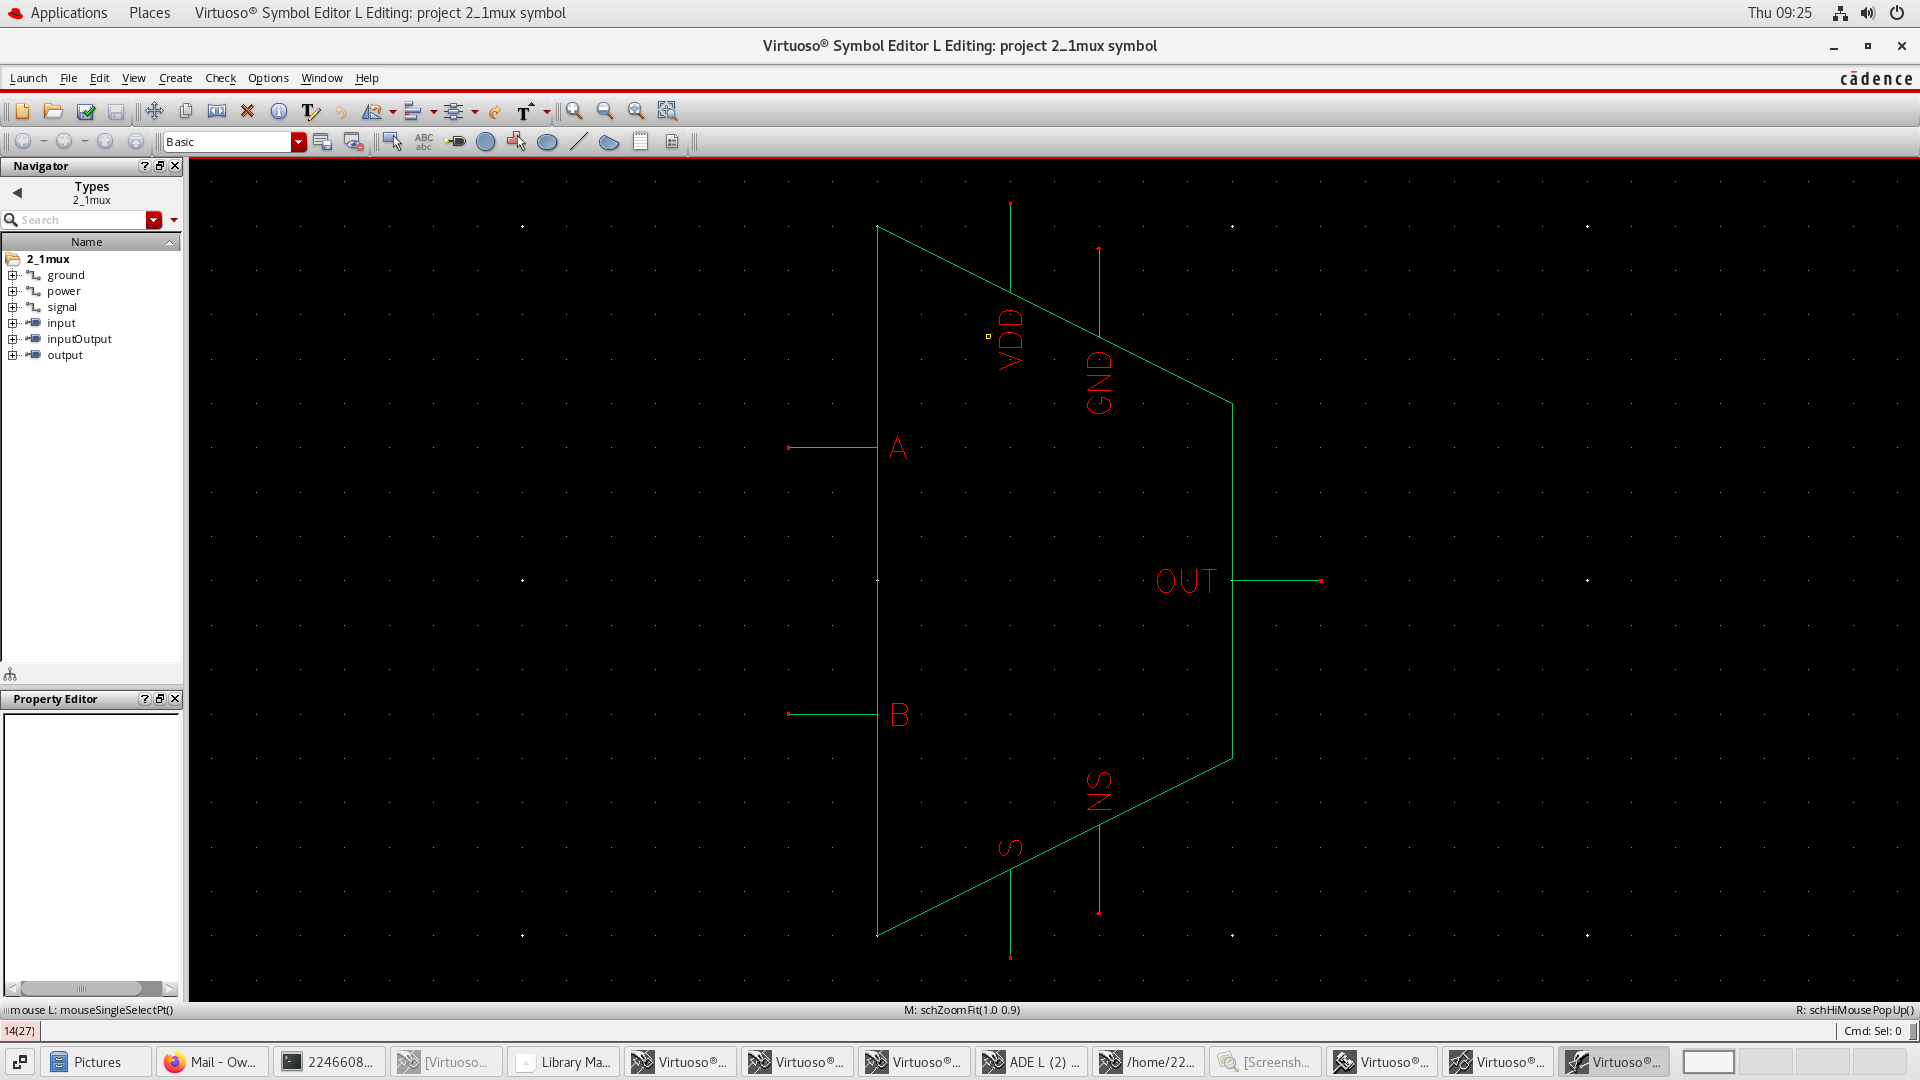 Applications Places Virtuoso® Symbol Editor L Editing: project 2_1mux symbol Thu 09:25
Virtuoso® Symbol Editor L Editing: project 2_1mux symbol
Launch File Edit View Create Check Options Window Help cādence
Basic
ABC
abc
Navigator
Types
2_1mux
Search
Name
2_1mux
ground
power
signal
input
inputOutput
output
Property Editor
VDD
GND
A
OUT
B
NS
S
mouse L: mouseSingleSelectPt() M: schZoomFit(1.0 0.9) R: schHiMousePopUp()
14(27) Cmd: Sel: 0
Pictures Mail - Ow... 2246608... [Virtuoso... Library Ma... Virtuoso®... Virtuoso®... Virtuoso®... ADE L (2) ... /home/22... [Screensh... Virtuoso®... Virtuoso®... Virtuoso®...